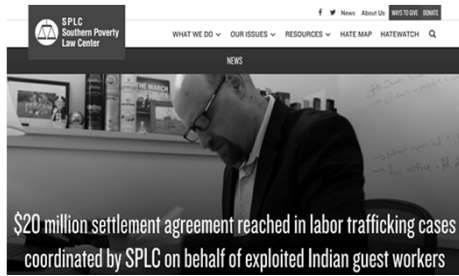 News About Us WAYS TO GIVE DONATE
SPLC
Southern Poverty
Law Center
WHAT WE DO OUR ISSUES RESOURCES HATE MAP HATEWATCH
NEWS
THE MARCH
$20 million settlement agreement reached in labor trafficking cases
coordinated by SPLC on behalf of exploited Indian guest workers